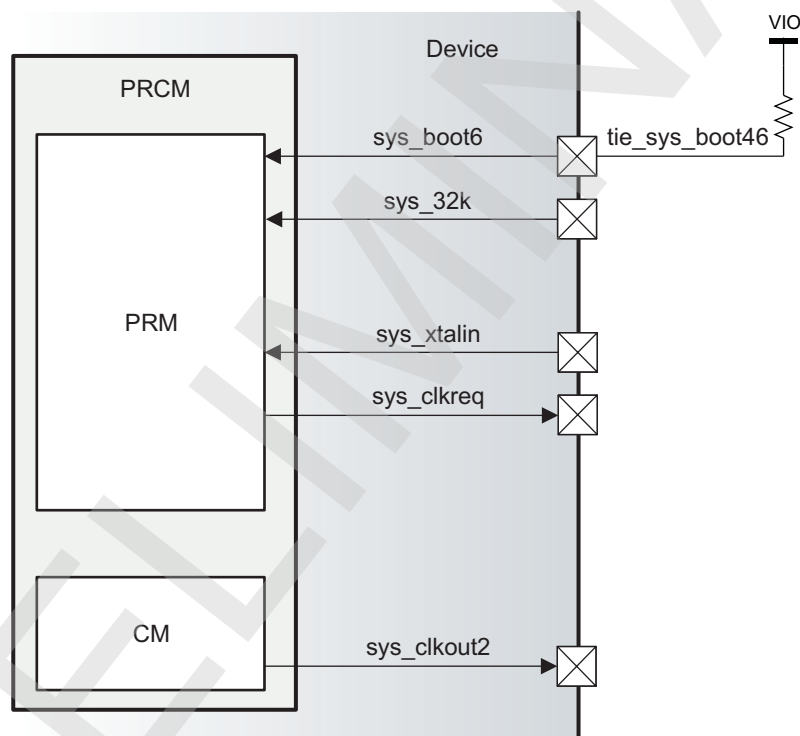 VIO
Device
PRCM
sys_boot6
tie_sys_boot46
sys_32k
PRM
sys_xtalin
sys_clkreq
CM
sys_clkout2